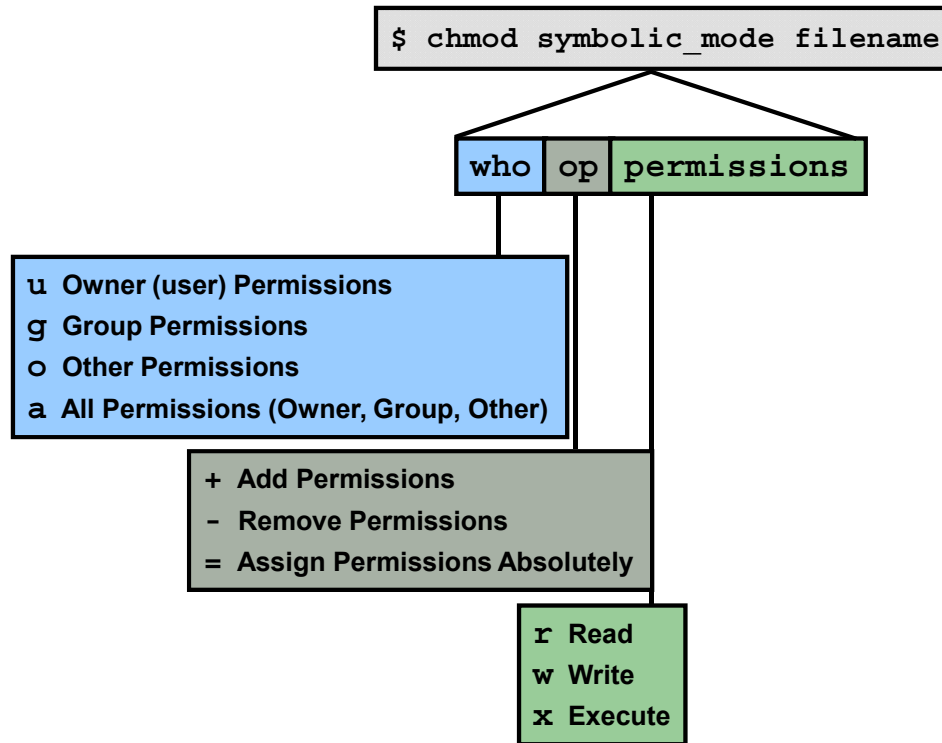 $ chmod symbolic_mode filename
who op permissions
u Owner (user) Permissions
g Group Permissions
o Other Permissions
a All Permissions (Owner, Group, Other)
+ Add Permissions
- Remove Permissions
= Assign Permissions Absolutely
r Read
w Write
x Execute